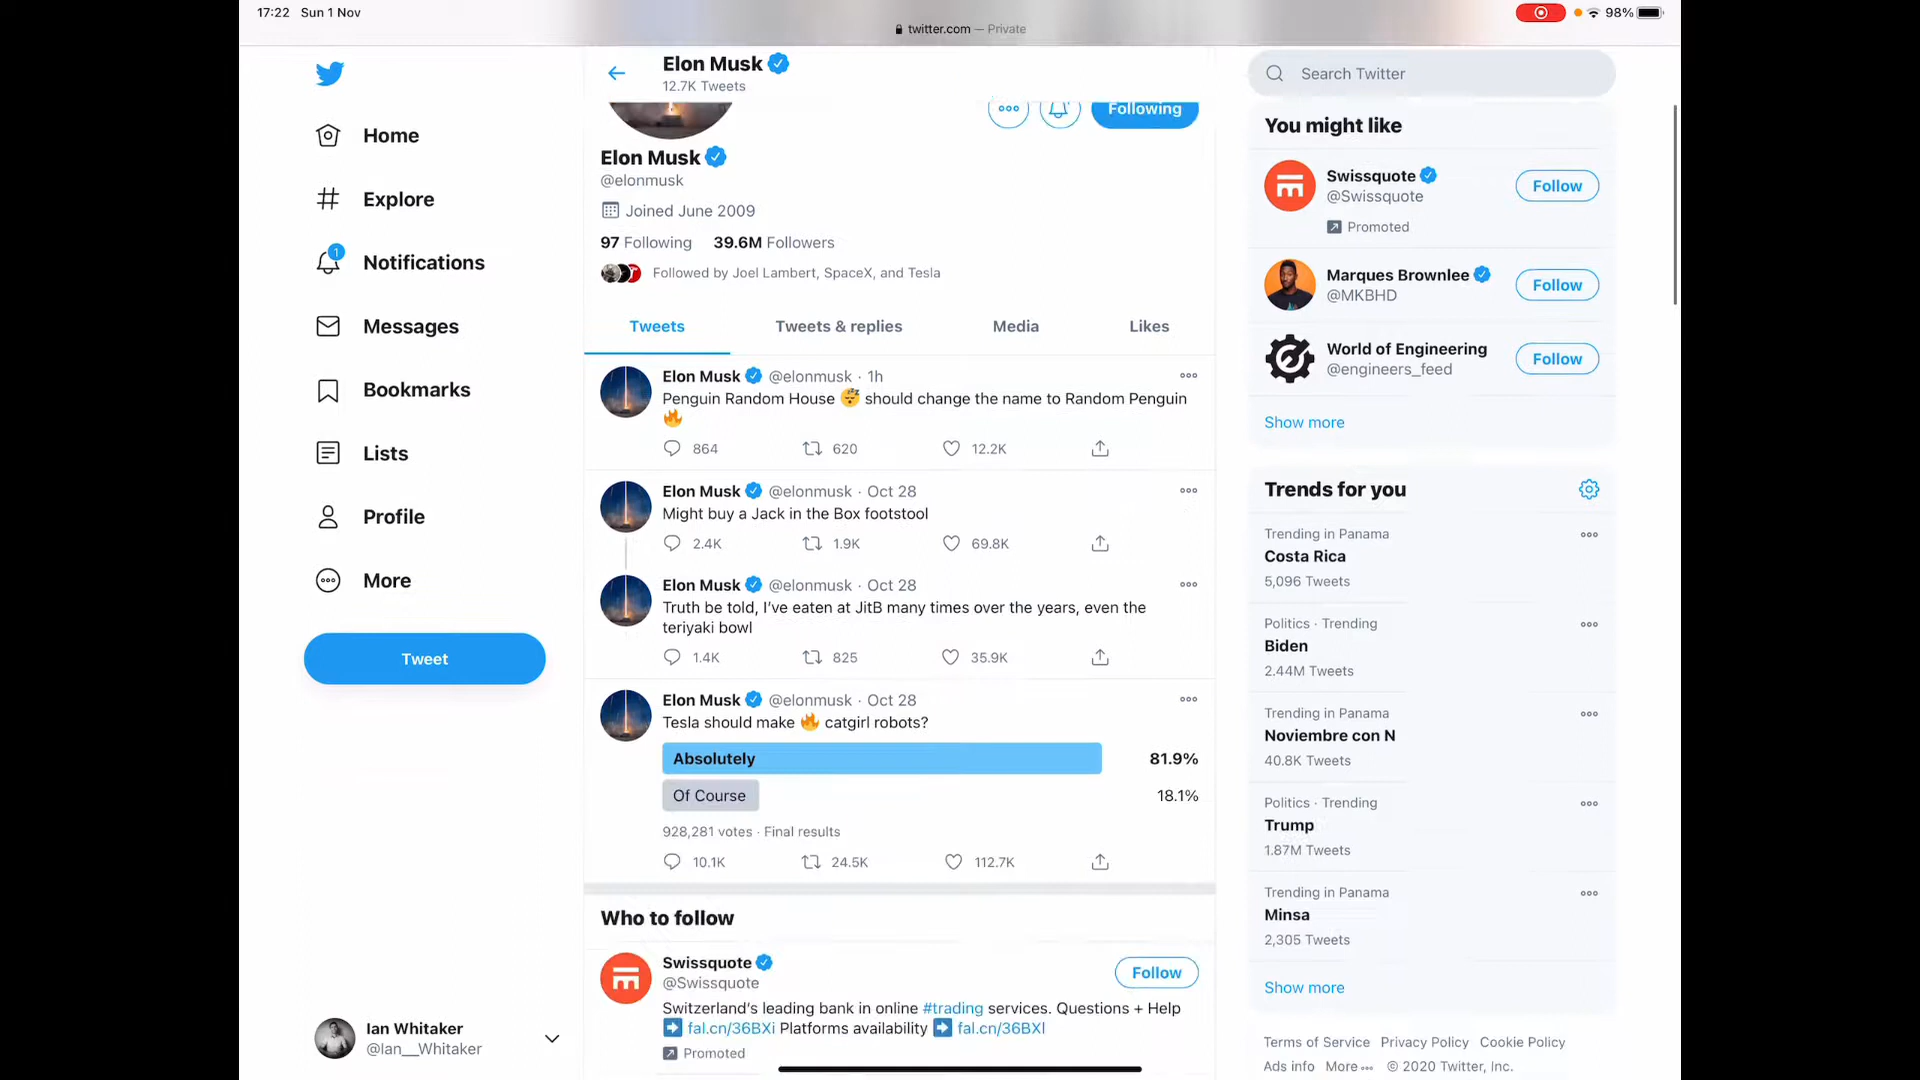 17:22 Sun 1 Nov
98%
twitter.com — Private
Home
Explore
1
Notifications
Messages
Bookmarks
Lists
Profile
More
Tweet
Ian Whitaker
@Ian__Whitaker
Elon Musk
12.7K Tweets
Following
Elon Musk
@elonmusk
Joined June 2009
97 Following 39.6M Followers
Followed by Joel Lambert, SpaceX, and Tesla
Tweets Tweets & replies Media Likes
Elon Musk @elonmusk · 1h
Penguin Random House 😴 should change the name to Random Penguin
🔥
864 620 12.2K
Elon Musk @elonmusk · Oct 28
Might buy a Jack in the Box footstool
2.4K 1.9K 69.8K
Elon Musk @elonmusk · Oct 28
Truth be told, I’ve eaten at JitB many times over the years, even the
teriyaki bowl
1.4K 825 35.9K
Elon Musk @elonmusk · Oct 28
Tesla should make 🔥 catgirl robots?
Absolutely 81.9%
Of Course 18.1%
928,281 votes · Final results
10.1K 24.5K 112.7K
Who to follow
Swissquote
@Swissquote
Follow
Switzerland’s leading bank in online #trading services. Questions + Help
➡ fal.cn/36BXi Platforms availability ➡ fal.cn/36BXI
Promoted
Search Twitter
You might like
Swissquote
@Swissquote
Follow
Promoted
Marques Brownlee
@MKBHD
Follow
World of Engineering
@engineers_feed
Follow
Show more
Trends for you
Trending in Panama
Costa Rica
5,096 Tweets
Politics · Trending
Biden
2.44M Tweets
Trending in Panama
Noviembre con N
40.8K Tweets
Politics · Trending
Trump
1.87M Tweets
Trending in Panama
Minsa
2,305 Tweets
Show more
Terms of Service Privacy Policy Cookie Policy
Ads info More © 2020 Twitter, Inc.